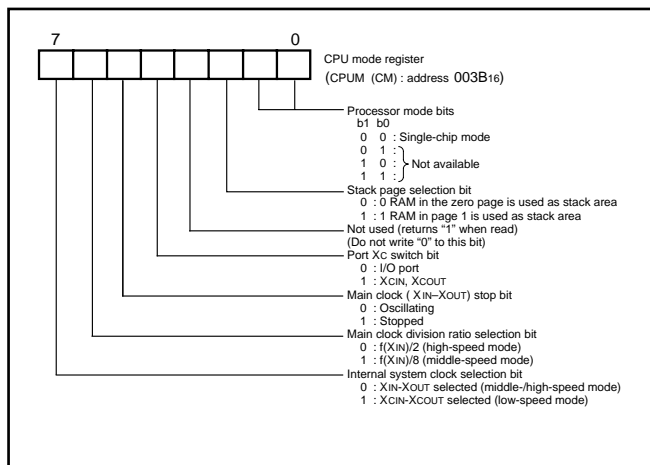 7 0
CPU mode register
(CPUM (CM) : address 003B16)
Processor mode bits
b1 b0
0 0 : Single-chip mode
0 1 :
1 0 : Not available
1 1 :
Stack page selection bit
0 : 0 RAM in the zero page is used as stack area
1 : 1 RAM in page 1 is used as stack area
Not used (returns “1” when read)
(Do not write “0” to this bit)
Port XC switch bit
0 : I/O port
1 : XCIN, XCOUT
Main clock ( XIN–XOUT) stop bit
0 : Oscillating
1 : Stopped
Main clock division ratio selection bit
0 : f(XIN)/2 (high-speed mode)
1 : f(XIN)/8 (middle-speed mode)
Internal system clock selection bit
0 : XIN-XOUT selected (middle-/high-speed mode)
1 : XCIN-XCOUT selected (low-speed mode)